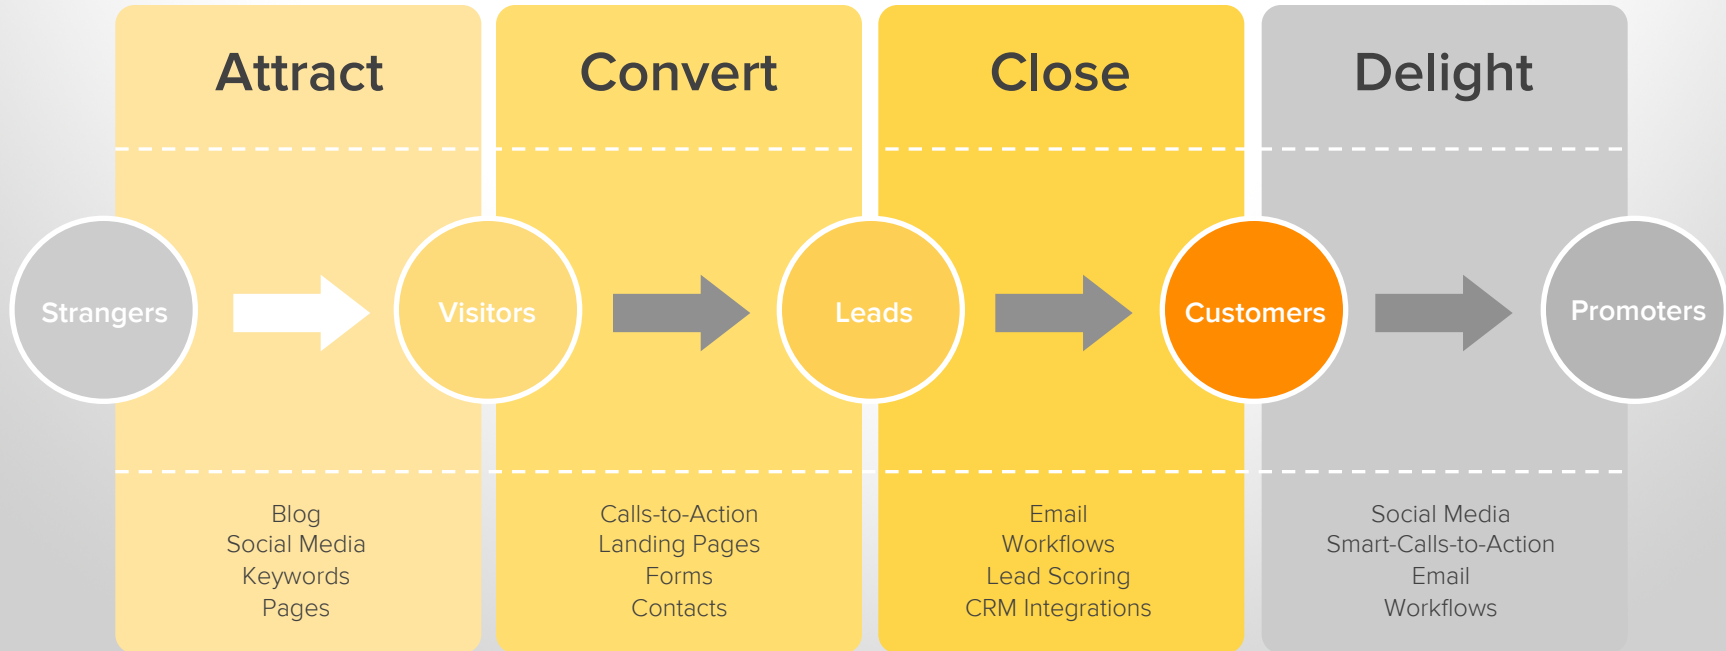 Attract
Convert
Close
Delight
Strangers
Visitors
Leads
Customers
Promoters
Blog
Social Media
Keywords
Pages
Calls-to-Action
Landing Pages
Forms
Contacts
Email
Workflows
Lead Scoring
CRM Integrations
Social Media
Smart-Calls-to-Action
Email
Workflows